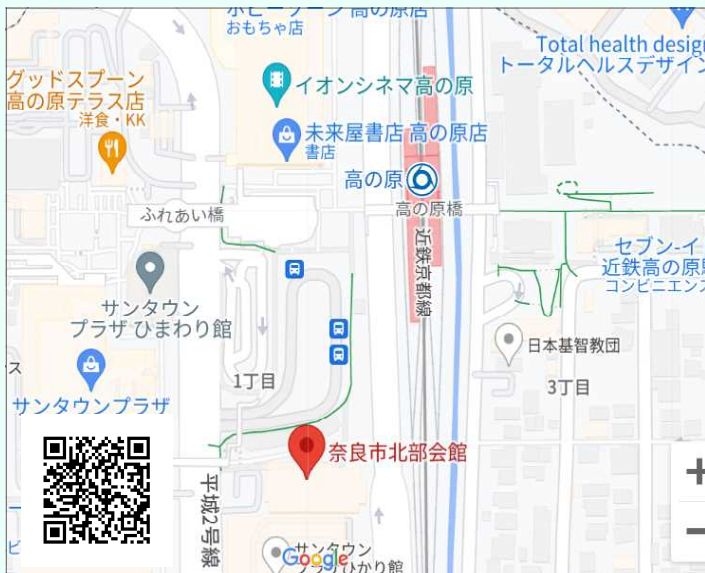 ホビーゾーン 高の原店
おもちゃ店
Total health design
トータルヘルスデザイン
グッドスプーン
高の原テラス店
洋食・KK
イオンシネマ高の原
未来屋書店 高の原店
書店
高の原
ふれあい橋
高の原橋
近鉄京都線
セブン-イ
近鉄高の原駅
コンビニエンス
サンタウン
プラザ ひまわり館
日本基督教団
ス
1丁目
3丁目
サンタウンプラザ
奈良市北部会館
平城2号線
ー
ビ
サンタウン
プラザひかり館
Google
+
-